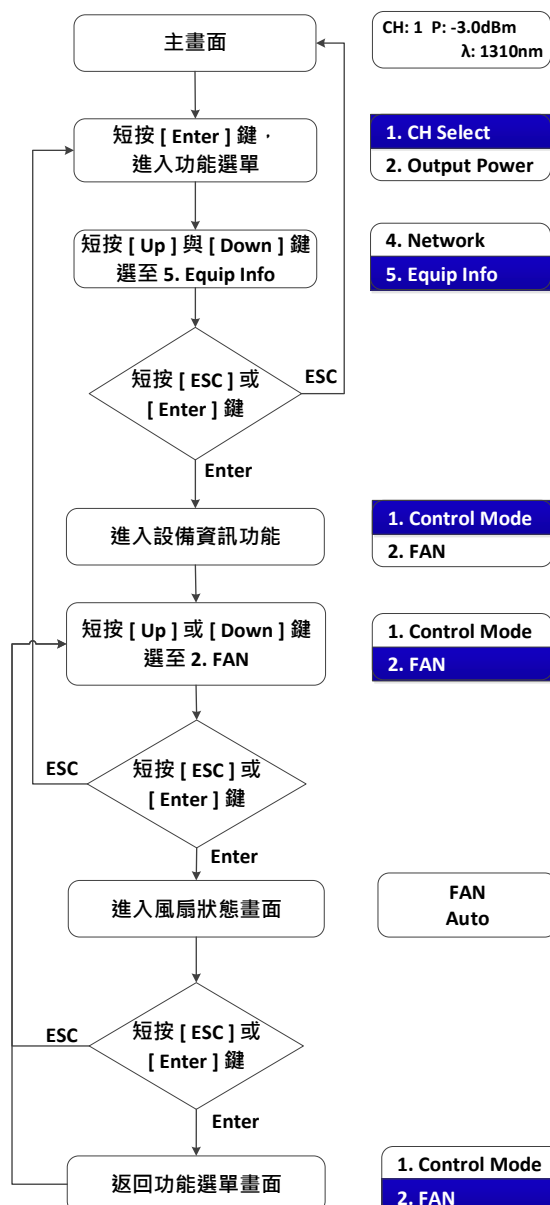 主畫面
CH: 1 P: -3.0dBm
λ: 1310nm
短按 [ Enter ] 鍵，
進入功能選單
1. CH Select
2. Output Power
短按 [ Up ] 與 [ Down ] 鍵
選至 5. Equip Info
4. Network
5. Equip Info
短按 [ ESC ] 或
[ Enter ] 鍵
ESC
Enter
進入設備資訊功能
1. Control Mode
2. FAN
短按 [ Up ] 或 [ Down ] 鍵
選至 2. FAN
1. Control Mode
2. FAN
ESC
短按 [ ESC ] 或
[ Enter ] 鍵
Enter
進入風扇狀態畫面
FAN
Auto
ESC
短按 [ ESC ] 或
[ Enter ] 鍵
Enter
返回功能選單畫面
1. Control Mode
2. FAN